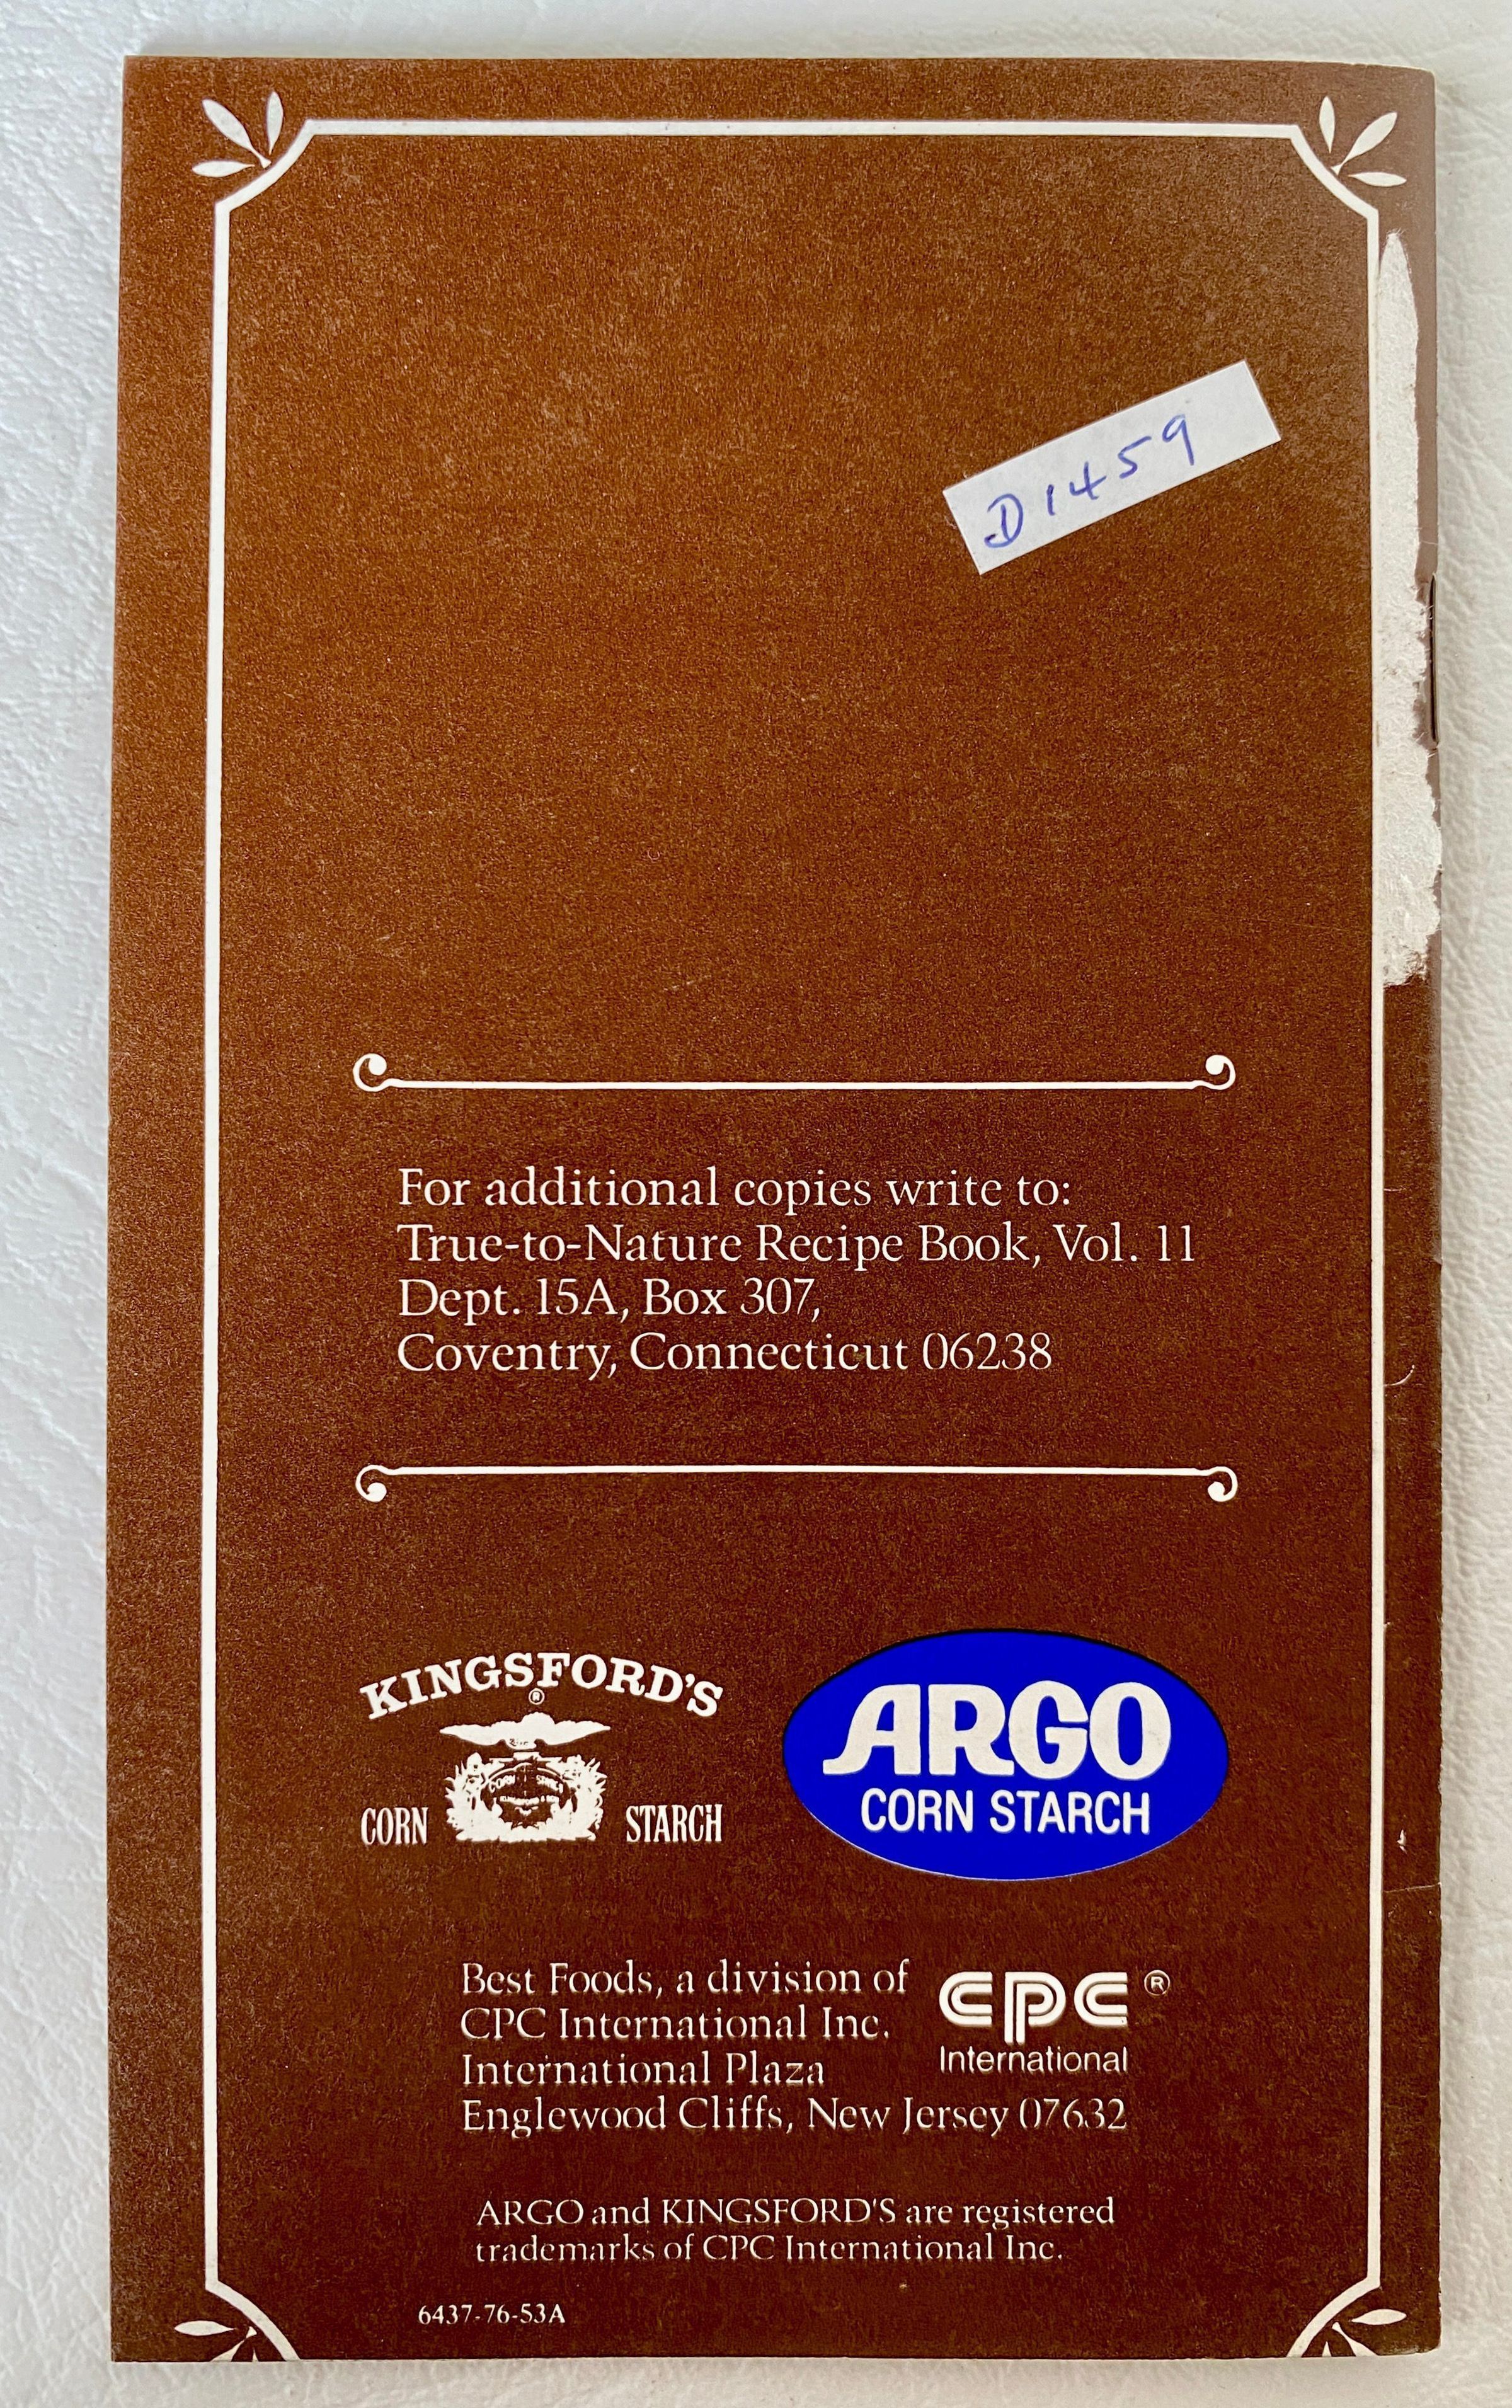 D1459
For additional copies write to:
True-to-Nature Recipe Book, Vol. 11
Dept. 15A, Box 307,
Coventry, Connecticut 06238
KINGSFORD'S
®
CORN STARCH
CORN STARCH
ARGO
CORN STARCH
Best Foods, a division of
CPC International Inc.
International Plaza
Englewood Cliffs, New Jersey 07632
CPC ®
International
ARGO and KINGSFORD'S are registered
trademarks of CPC International Inc.
6437-76-53A